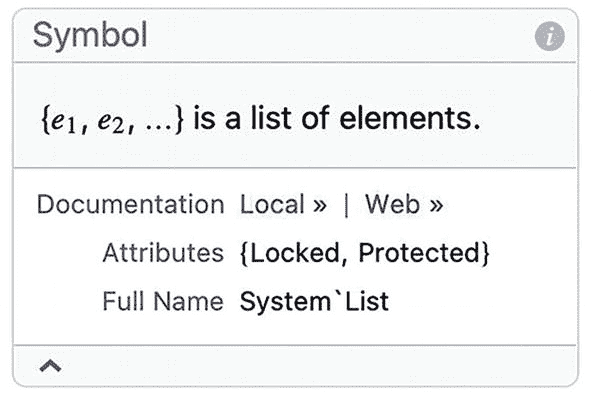 Symbol
{e1, e2, ...} is a list of elements.
Documentation Local » | Web »
Attributes {Locked, Protected}
Full Name System`List